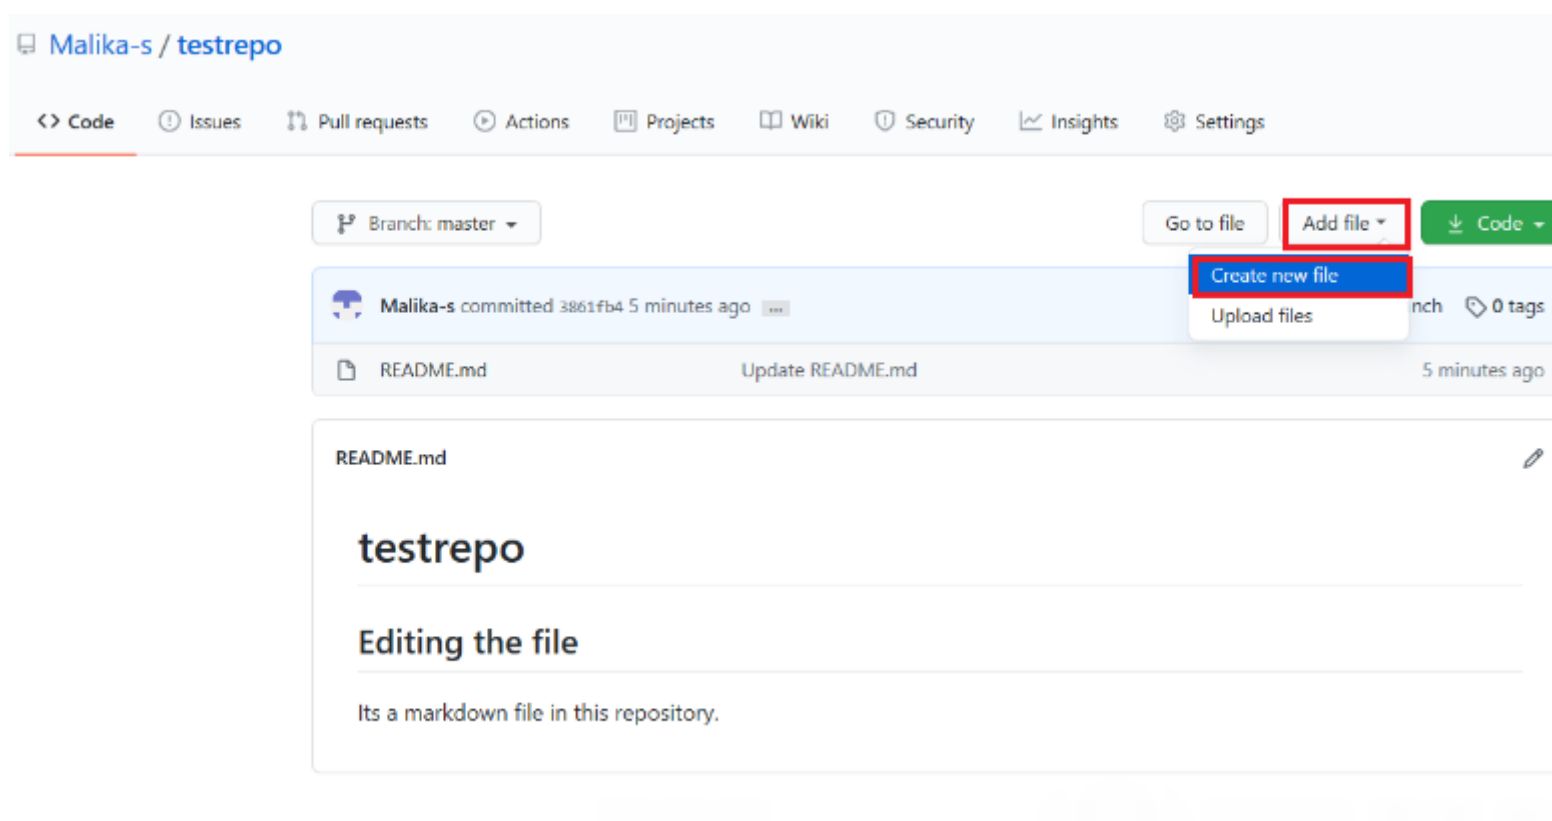 Malika-s / testrepo
Code Issues Pull requests Actions Projects Wiki Security Insights Settings
Branch: master Go to file Add file Code
Create new file
Malika-s committed 3861fb4 5 minutes ago ... nch 0 tags
Upload files
README.md Update README.md 5 minutes ago
README.md
testrepo
Editing the file
Its a markdown file in this repository.